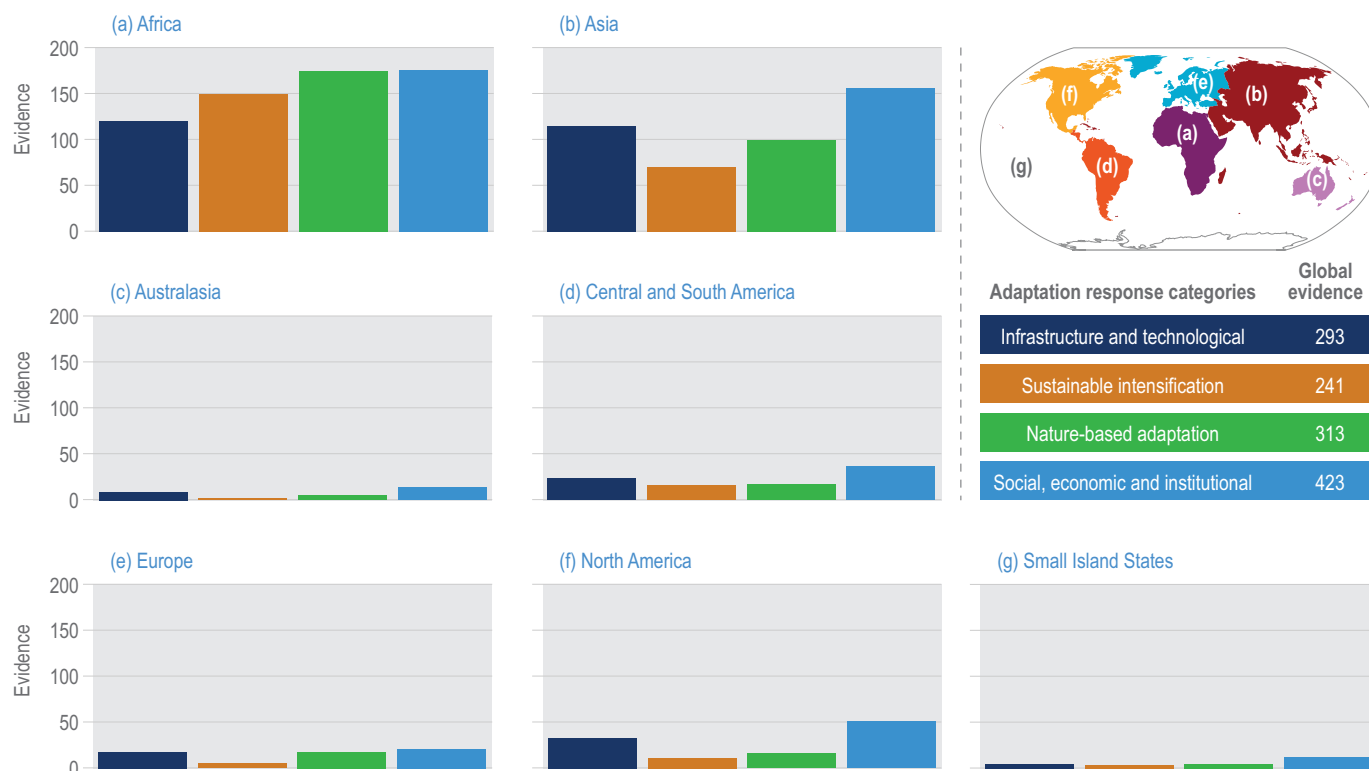 (a) Africa
200
150
100
50
0
Evidence
(b) Asia
(f)
(e)
(b)
(a)
(g)
(d)
(c)
(c) Australasia
200
150
100
50
0
Evidence
(d) Central and South America
Adaptation response categories
Global
evidence
Infrastructure and technological 293
Sustainable intensification 241
Nature-based adaptation 313
Social, economic and institutional 423
(e) Europe
200
150
100
50
0
Evidence
(f) North America
(g) Small Island States